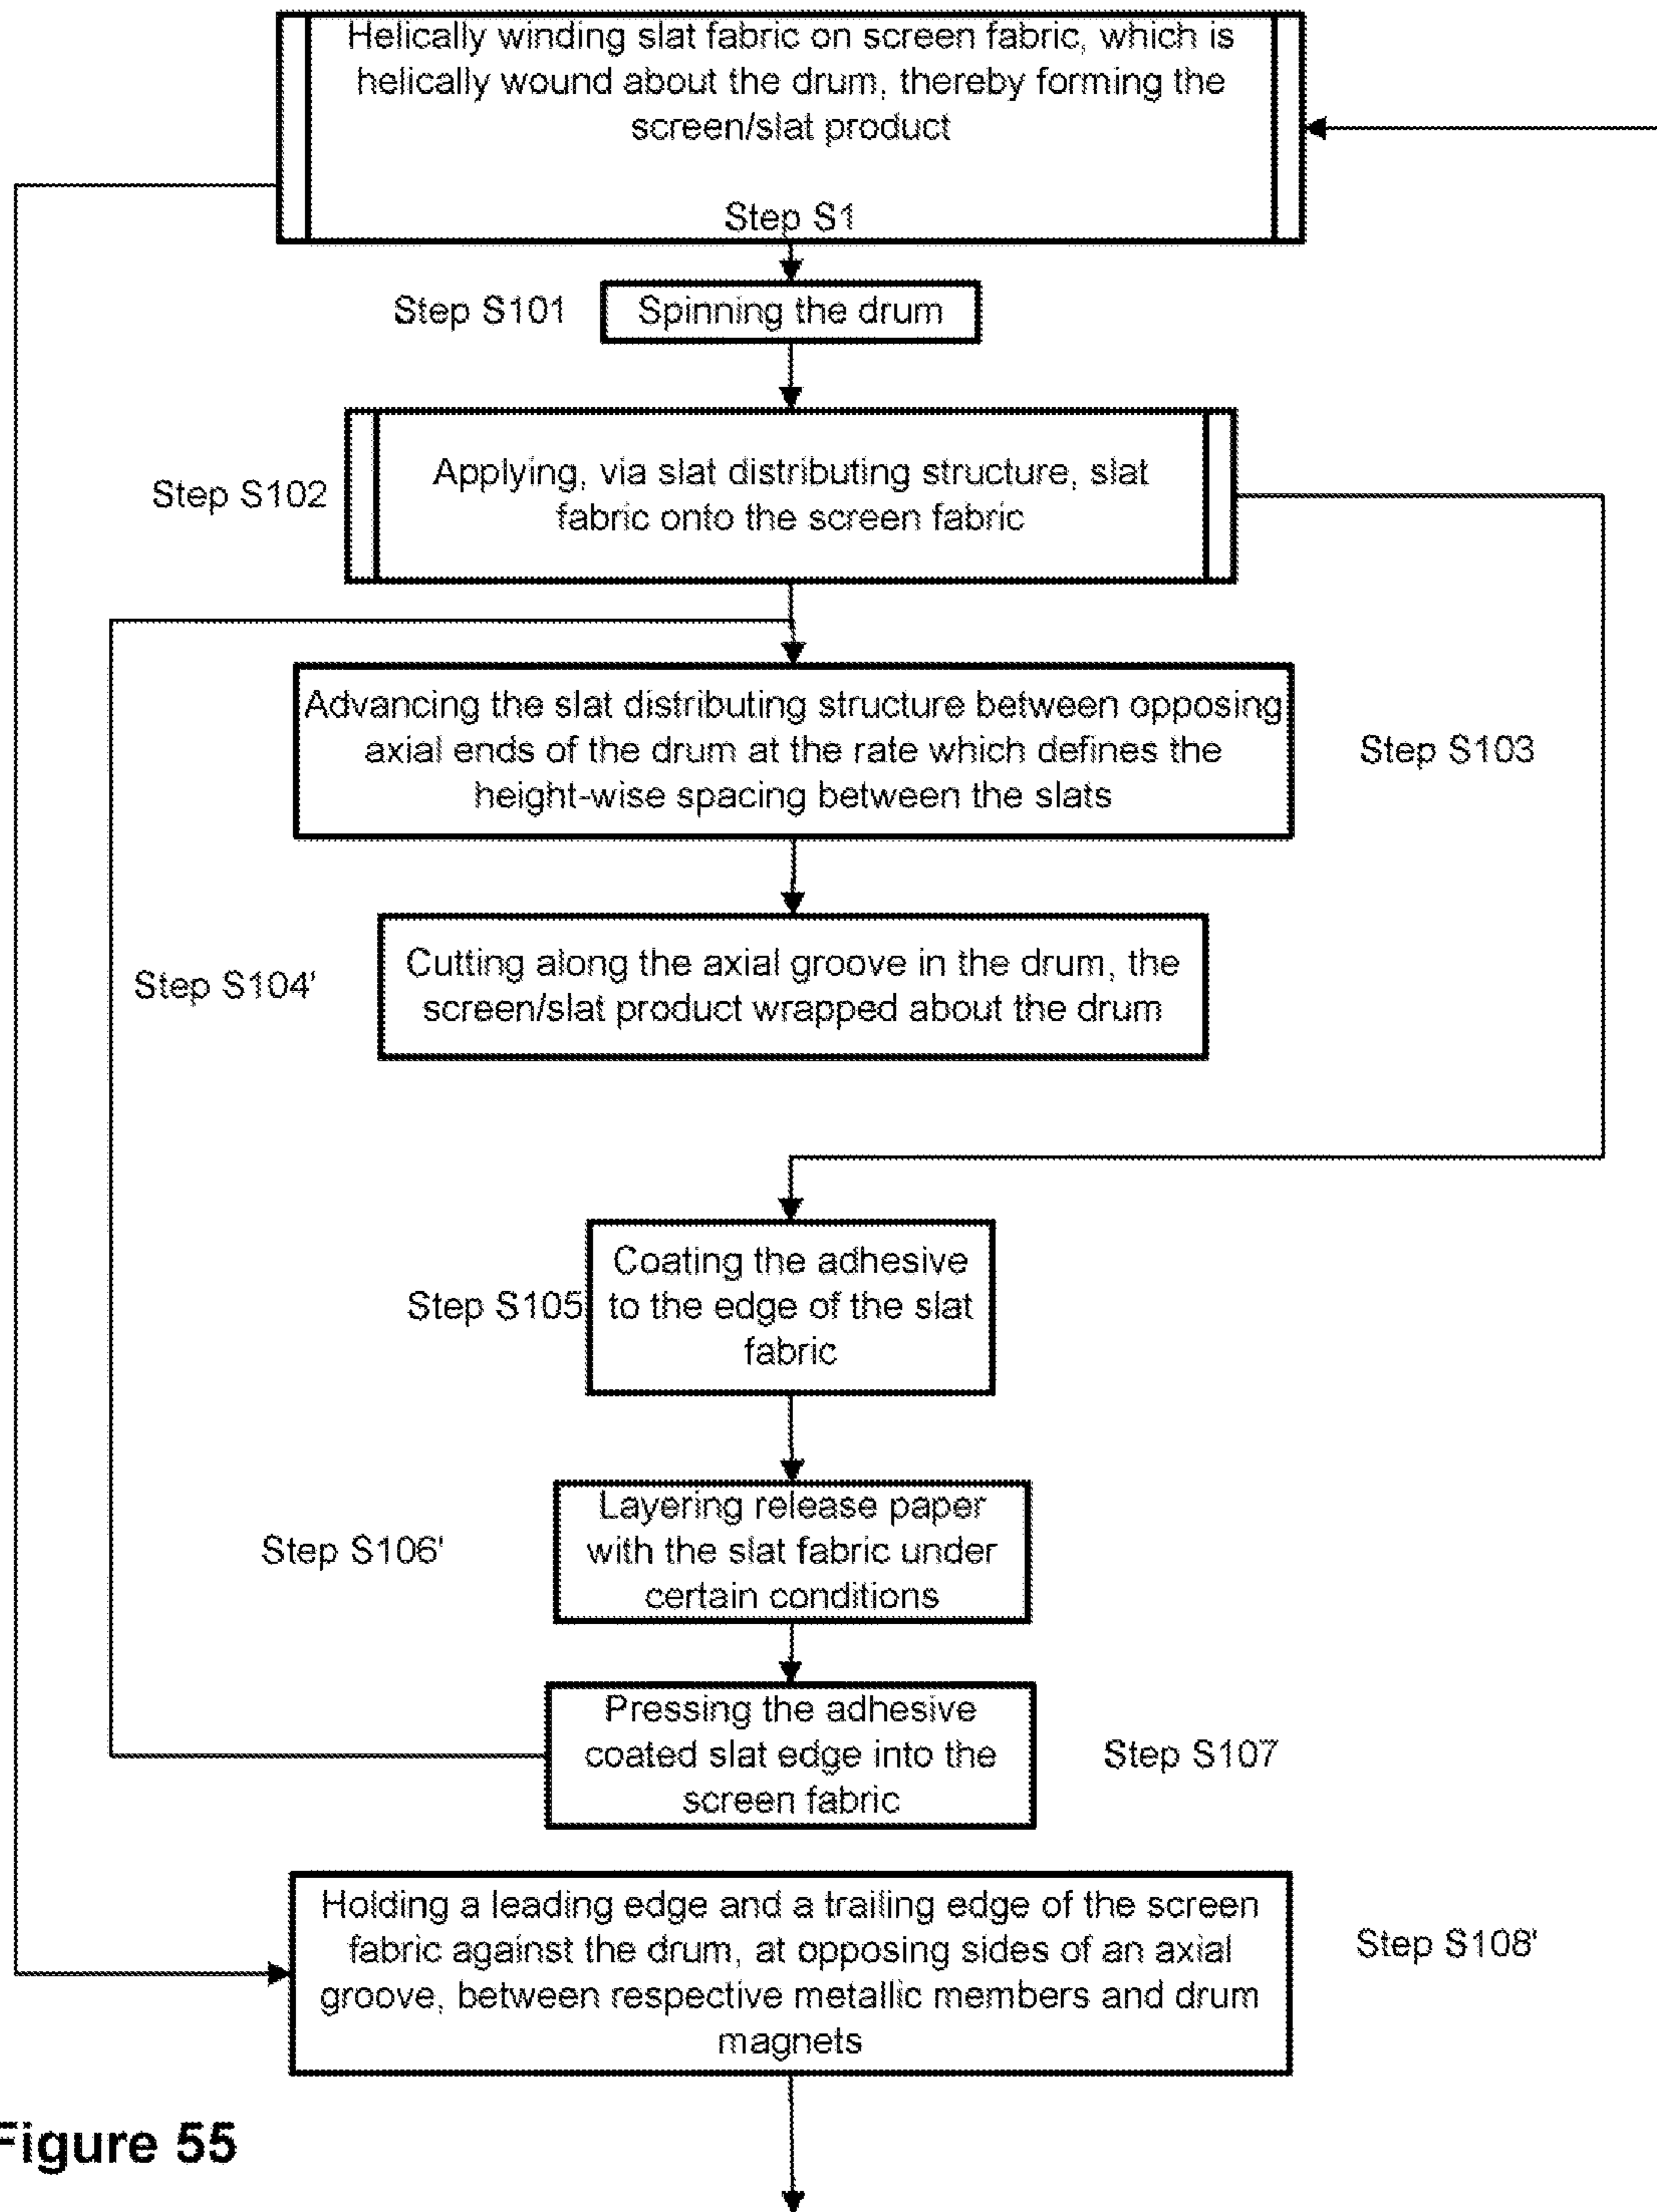 Helically winding slat fabric on screen fabric, which is
helically wound about the drum, thereby forming the
screen/slat product
Step S1
Step S101
Spinning the drum
Step S102
Applying, via slat distributing structure, slat
fabric onto the screen fabric
Advancing the slat distributing structure between opposing
axial ends of the drum at the rate which defines the
height-wise spacing between the slats
Step S103
Step S104'
Cutting along the axial groove in the drum, the
screen/slat product wrapped about the drum
Step S105
Coating the adhesive
to the edge of the slat
fabric
Step S106'
Layering release paper
with the slat fabric under
certain conditions
Pressing the adhesive
coated slat edge into the
screen fabric
Step S107
Holding a leading edge and a trailing edge of the screen
fabric against the drum, at opposing sides of an axial
groove, between respective metallic members and drum
magnets
Step S108'
Figure 55